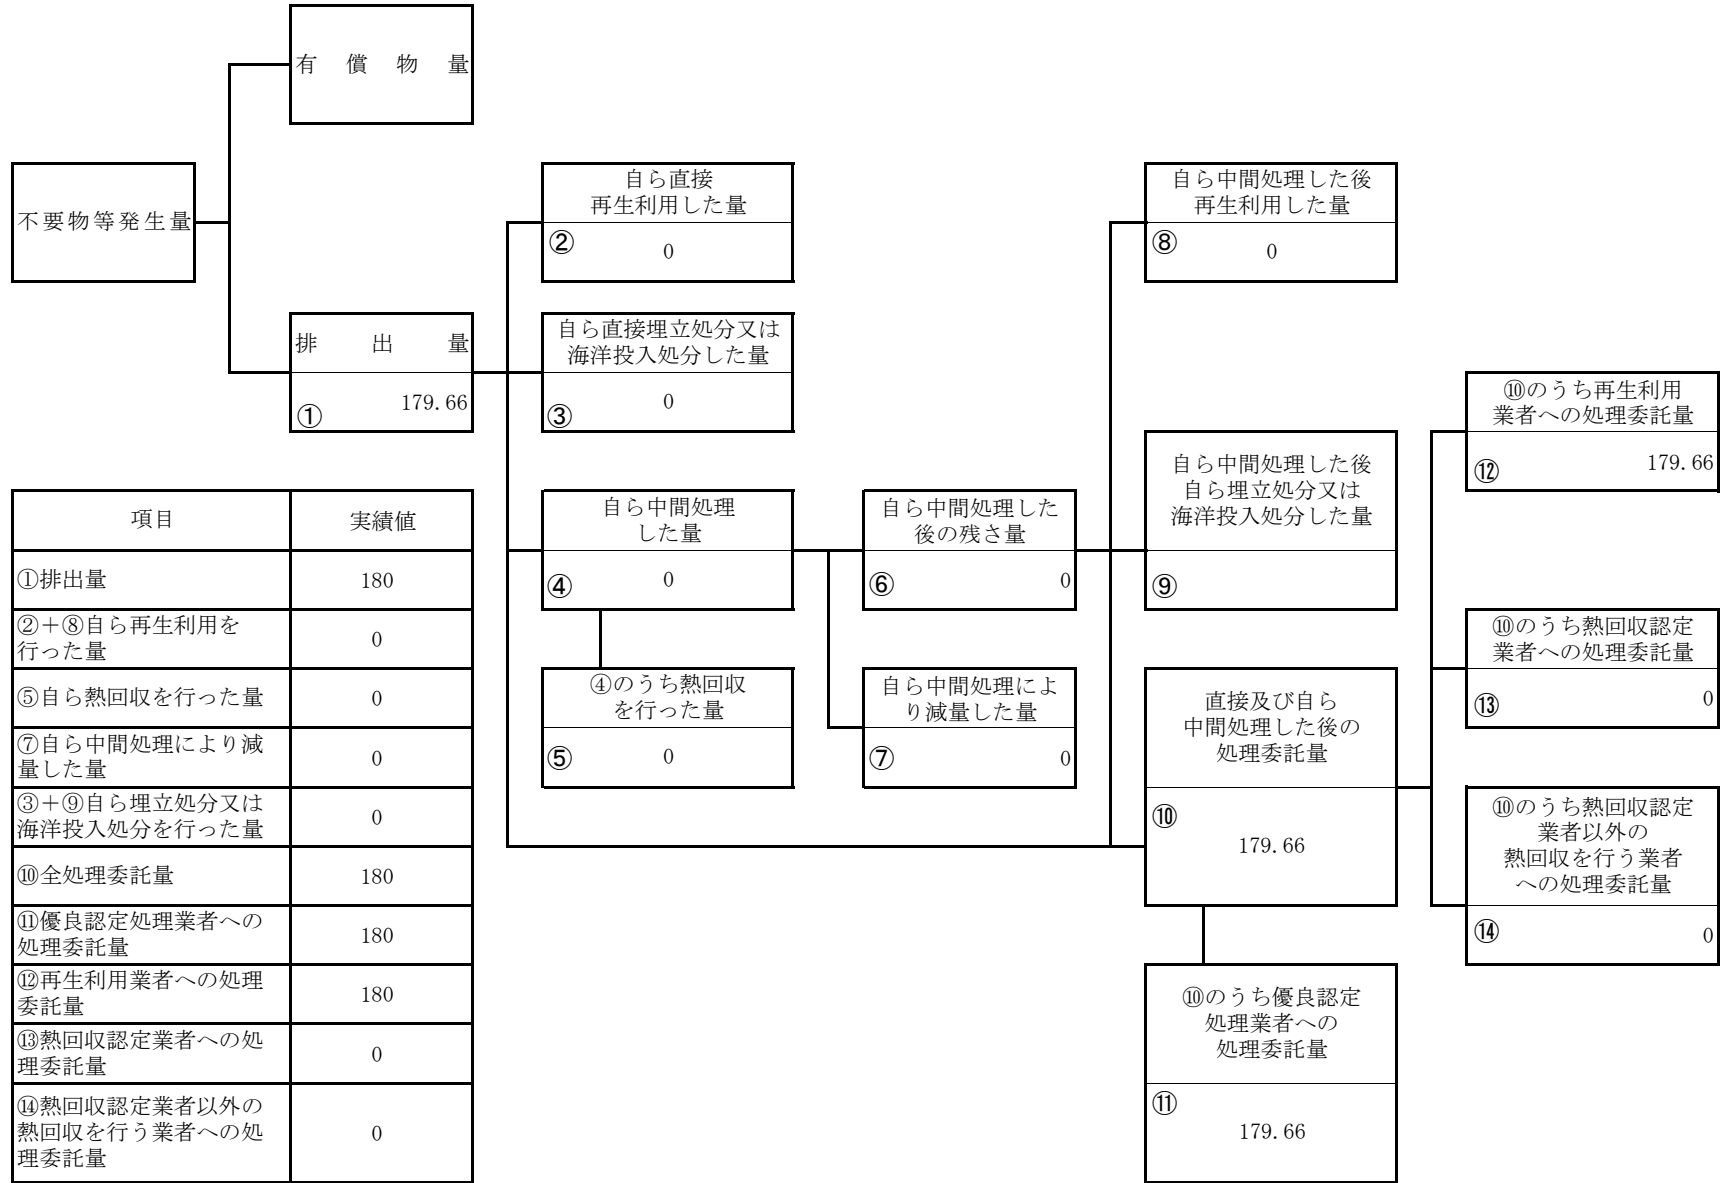 有償物量
不要物等発生量
排出量
①
179.66
自ら直接
再生利用した量
②
0
自ら直接埋立処分又は
海洋投入処分した量
③
0
自ら中間処理
した量
④
0
④のうち熱回収
を行った量
⑤
0
自ら中間処理した
後の残さ量
⑥
0
自ら中間処理によ
り減量した量
⑦
0
自ら中間処理した後
再生利用した量
⑧
0
自ら中間処理した後
自ら埋立処分又は
海洋投入処分した量
⑨
直接及び自ら
中間処理した後の
処理委託量
⑩
179.66
⑩のうち優良認定
処理業者への
処理委託量
⑪
179.66
⑩のうち再生利用
業者への処理委託量
⑫
179.66
⑩のうち熱回収認定
業者への処理委託量
⑬
0
⑩のうち熱回収認定
業者以外の
熱回収を行う業者
への処理委託量
⑭
0
項目 実績値
①排出量 180
②＋⑧自ら再生利用を
行った量 0
⑤自ら熱回収を行った量 0
⑦自ら中間処理により減
量した量 0
③＋⑨自ら埋立処分又は
海洋投入処分を行った量 0
⑩全処理委託量 180
⑪優良認定処理業者への
処理委託量 180
⑫再生利用業者への処理
委託量 180
⑬熱回収認定業者への処
理委託量 0
⑭熱回収認定業者以外の
熱回収を行う業者への処
理委託量 0